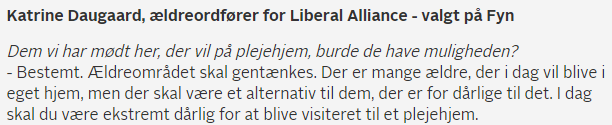 Katrine Daugaard, ældreordfører for Liberal Alliance - valgt på Fyn
Dem vi har mødt her, der vil på plejehjem, burde de have muligheden?
- Bestemt. Ældreområdet skal gentænkes. Der er mange ældre, der i dag vil blive i
eget hjem, men der skal være et alternativ til dem, der er for dårlige til det. I dag
skal du være ekstremt dårlig for at blive visiteret til et plejehjem.